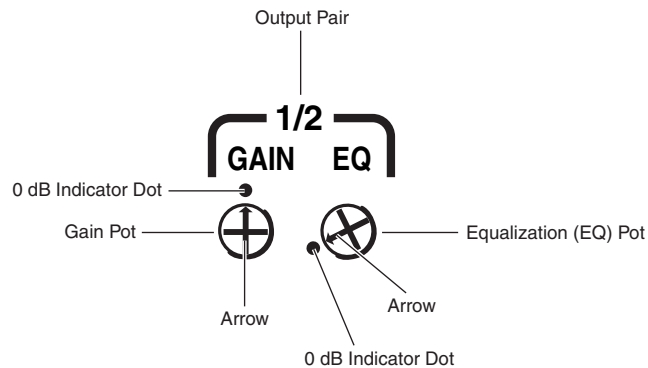 Output Pair
1/2
GAIN EQ
0 dB Indicator Dot
Gain Pot
Equalization (EQ) Pot
Arrow
Arrow
0 dB Indicator Dot